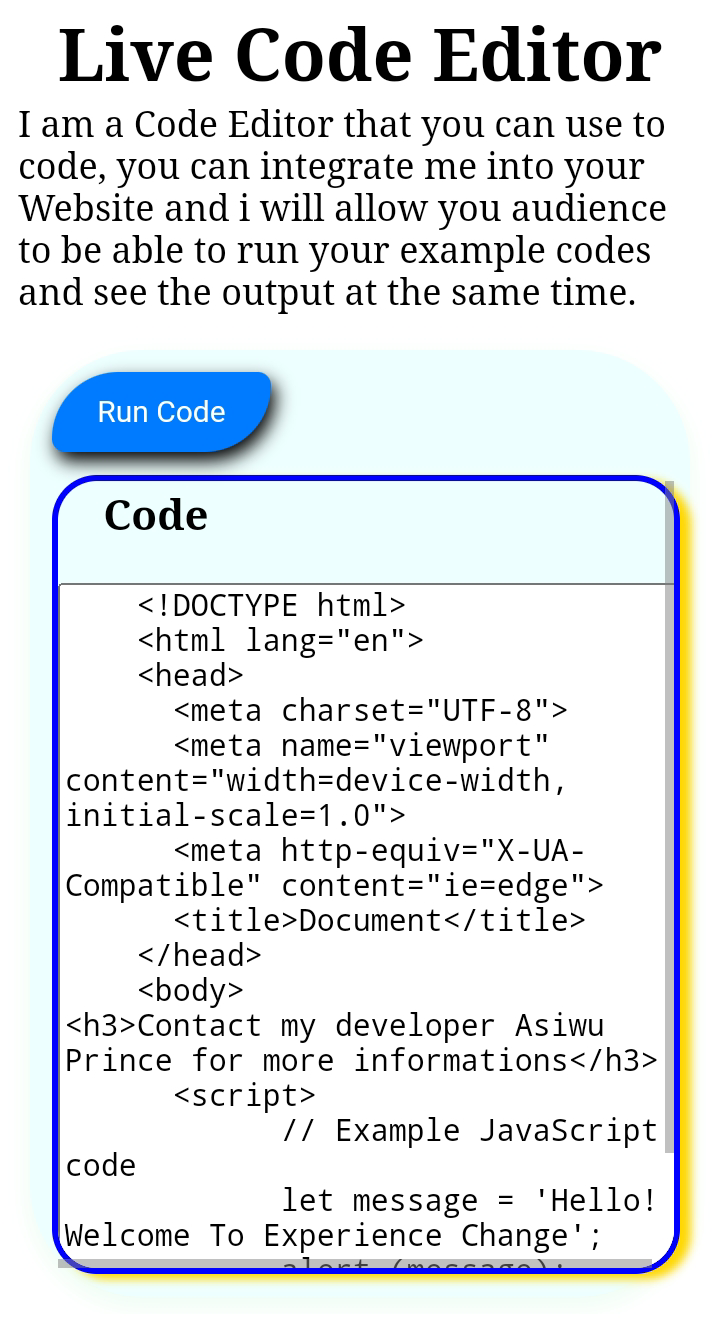 Live Code Editor
I am a Code Editor that you can use to
code, you can integrate me into your
Website and i will allow you audience
to be able to run your example codes
and see the output at the same time.
Run Code
Code
<!DOCTYPE html>
<html lang="en">
<head>
<meta charset="UTF-8">
<meta name="viewport"
content="width=device-width,
initial-scale=1.0">
<meta http-equiv="X-UA-
Compatible" content="ie=edge">
<title>Document</title>
</head>
<body>
<h3>Contact my developer Asiwu
Prince for more informations</h3>
<script>
// Example JavaScript
code
let message = 'Hello!
Welcome To Experience Change';
alert (message);